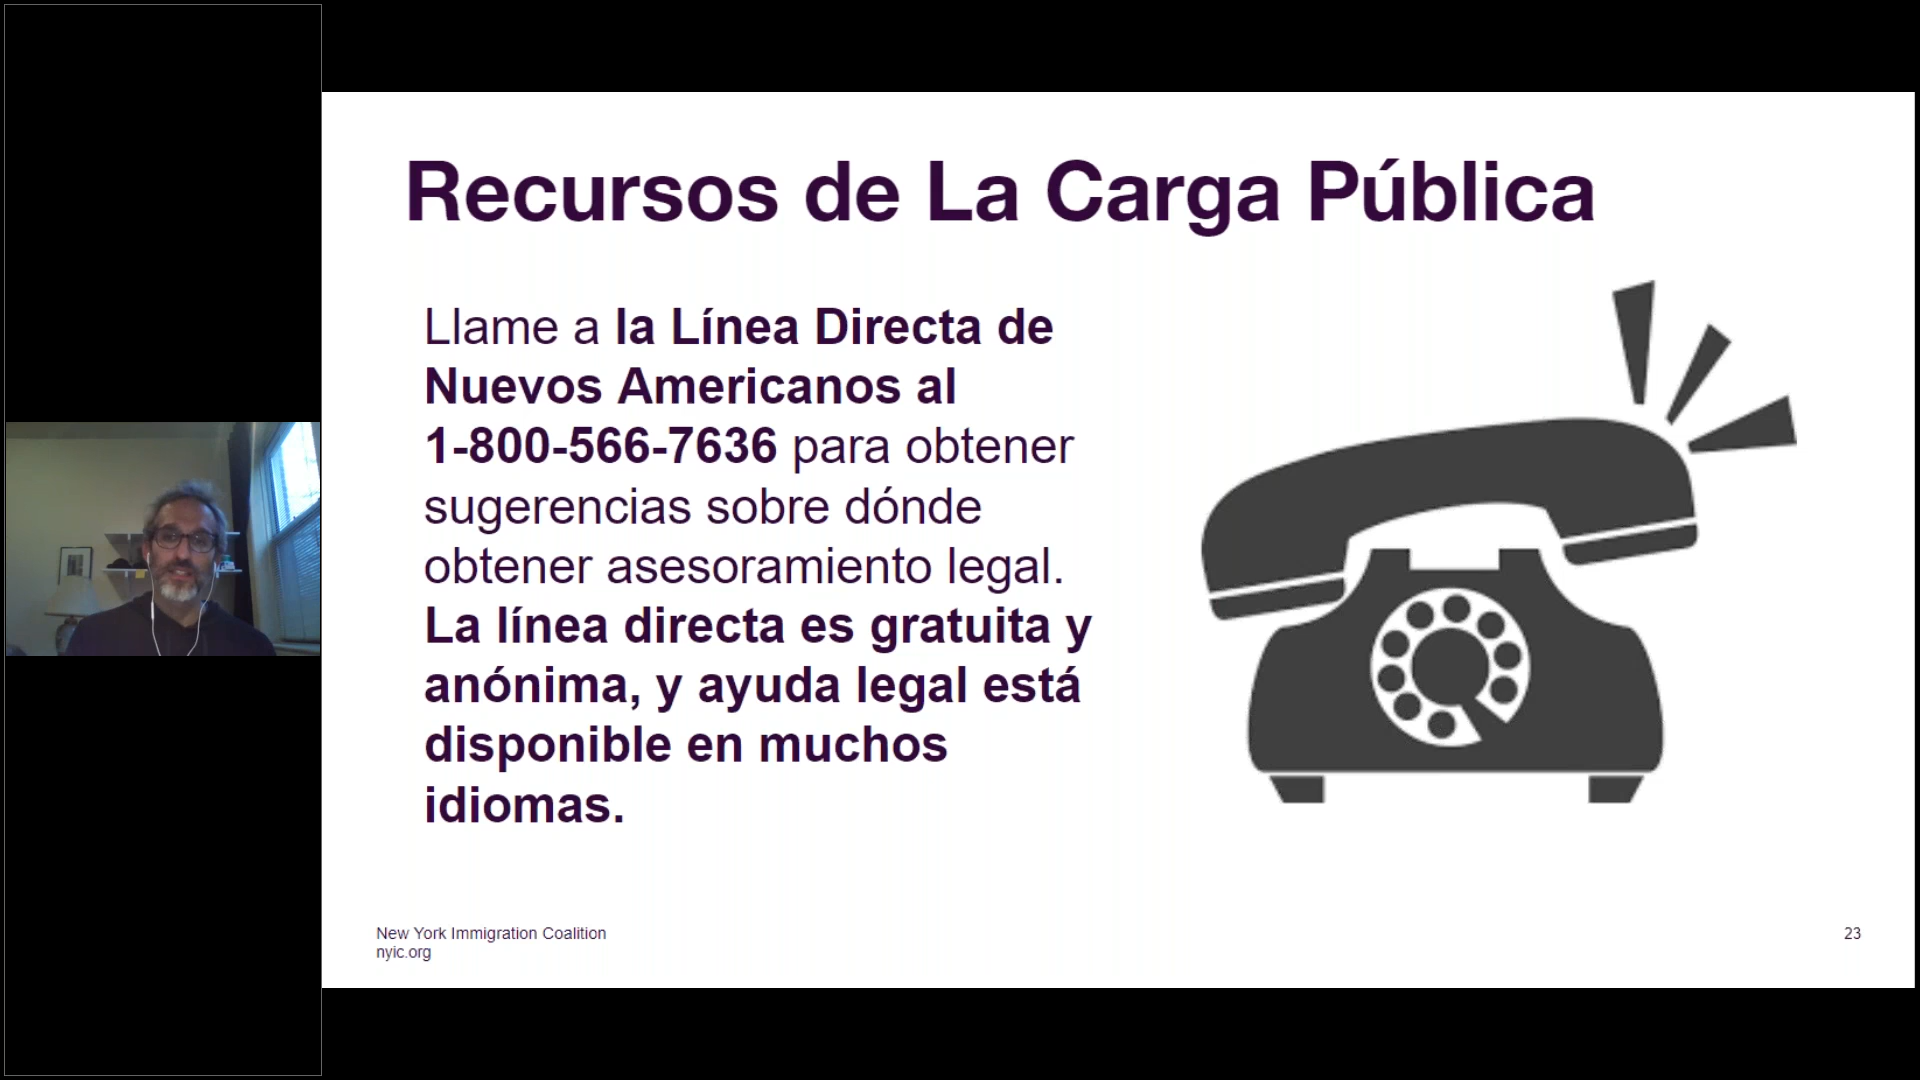 Recursos de La Carga Pública
Llame a la Línea Directa de
Nuevos Americanos al
1-800-566-7636 para obtener
sugerencias sobre dónde
obtener asesoramiento legal.
La línea directa es gratuita y
anónima, y ayuda legal está
disponible en muchos
idiomas.
New York Immigration Coalition
nyic.org
23